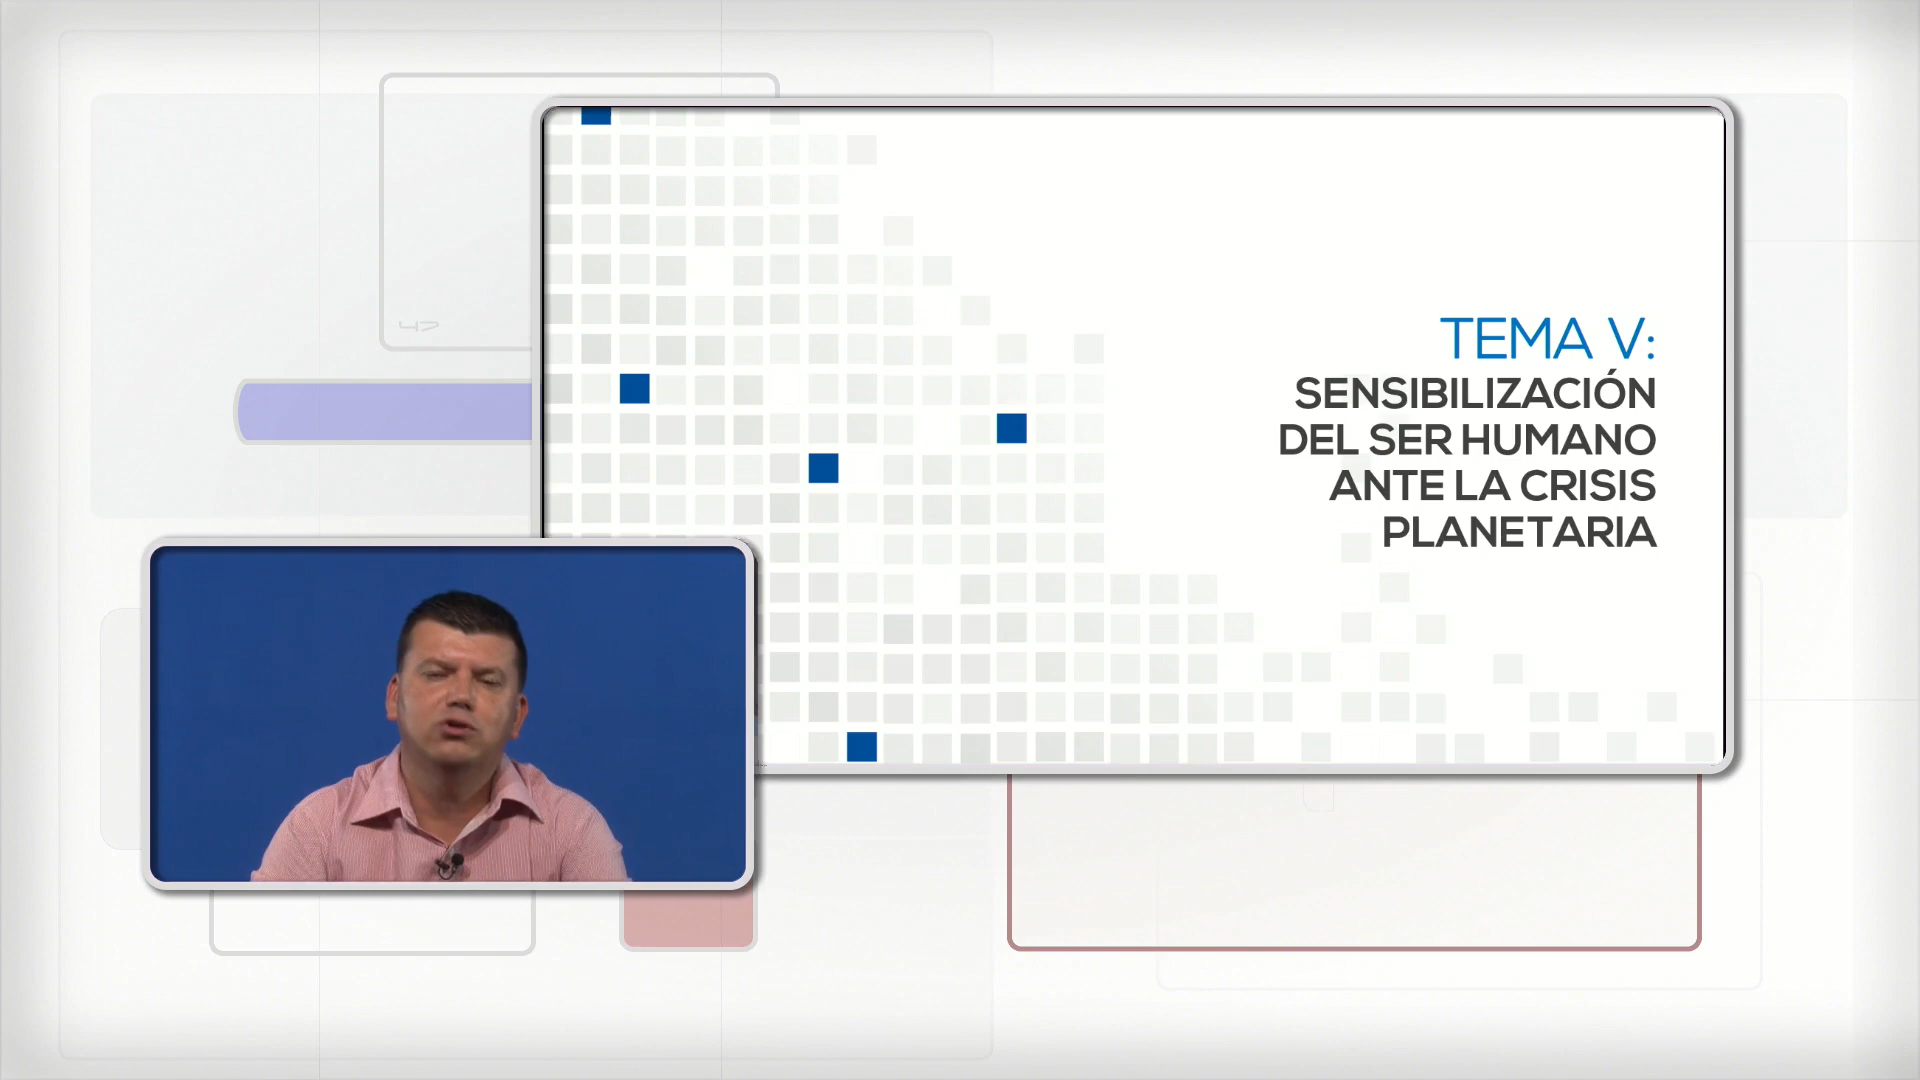 TEMA V:
SENSIBILIZACIÓN
DEL SER HUMANO
ANTE LA CRISIS
PLANETARIA